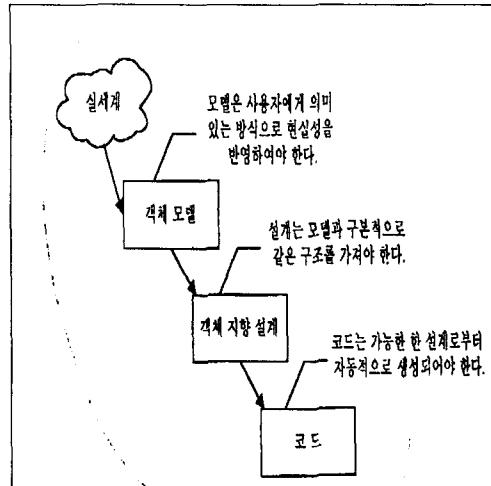 실세계
모델은 사용자에게 의미
있는 방식으로 현실성을
반영하여야 한다.
객체 모델
설계는 모델과 구본적으로
같은 구조를 가져야 한다.
객체 지향 설계
코드는 가능한 한 설계로부터
자동적으로 생성되어야 한다.
코드